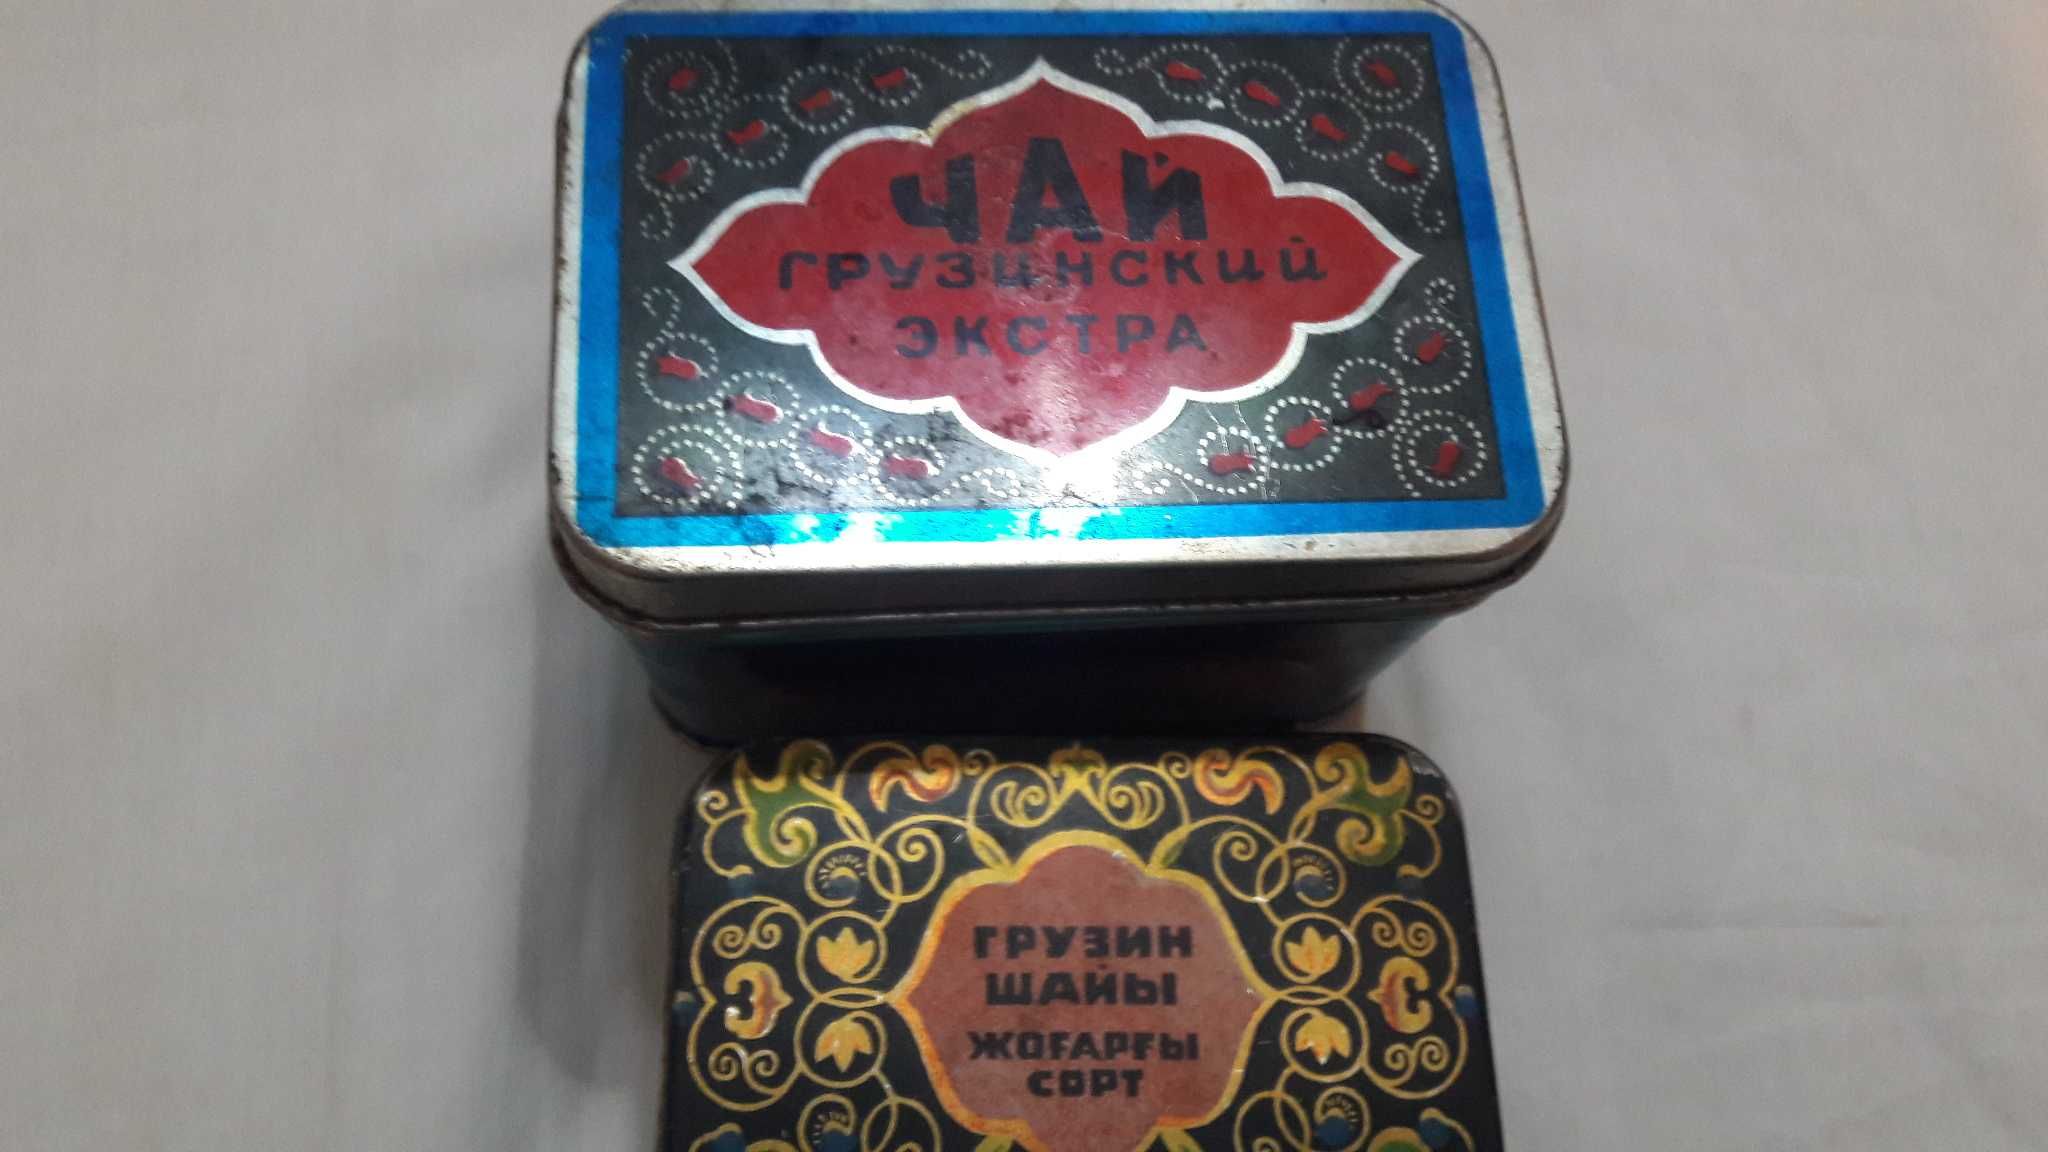 ЧАЙ
ГРУЗИНСКИЙ
ЭКСТРА
ГРУЗИН
ШАЙЫ
ЖОҒАРҒЫ
СОРТ